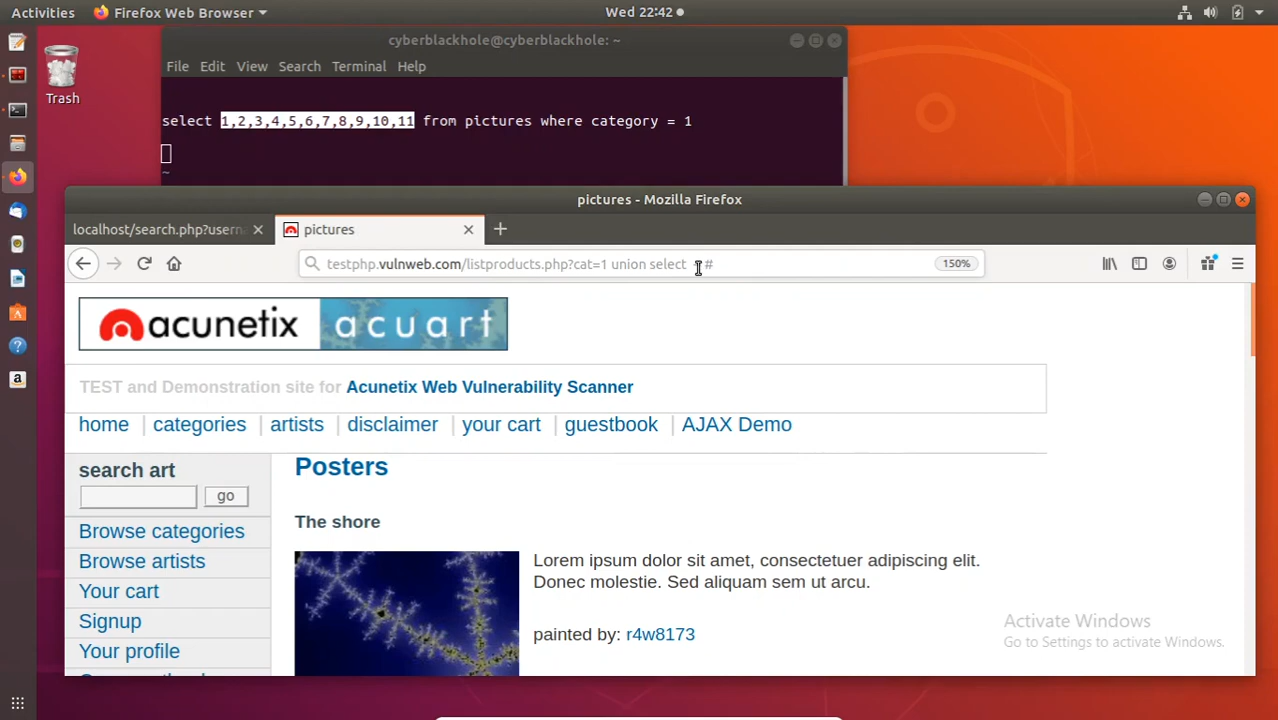 Activities Firefox Web Browser Wed 22:42
cyberblackhole@cyberblackhole: ~
File Edit View Search Terminal Help
select 1,2,3,4,5,6,7,8,9,10,11 from pictures where category = 1
~
Trash
pictures - Mozilla Firefox
localhost/search.php?usern
pictures
testphp.vulnweb.com/listproducts.php?cat=1 union select #
150%
acunetix acuart
TEST and Demonstration site for Acunetix Web Vulnerability Scanner
home | categories | artists | disclaimer | your cart | guestbook | AJAX Demo
search art
go
Browse categories
Browse artists
Your cart
Signup
Your profile
Posters
The shore
Lorem ipsum dolor sit amet, consectetuer adipiscing elit.
Donec molestie. Sed aliquam sem ut arcu.
painted by: r4w8173
Activate Windows
Go to Settings to activate Windows.